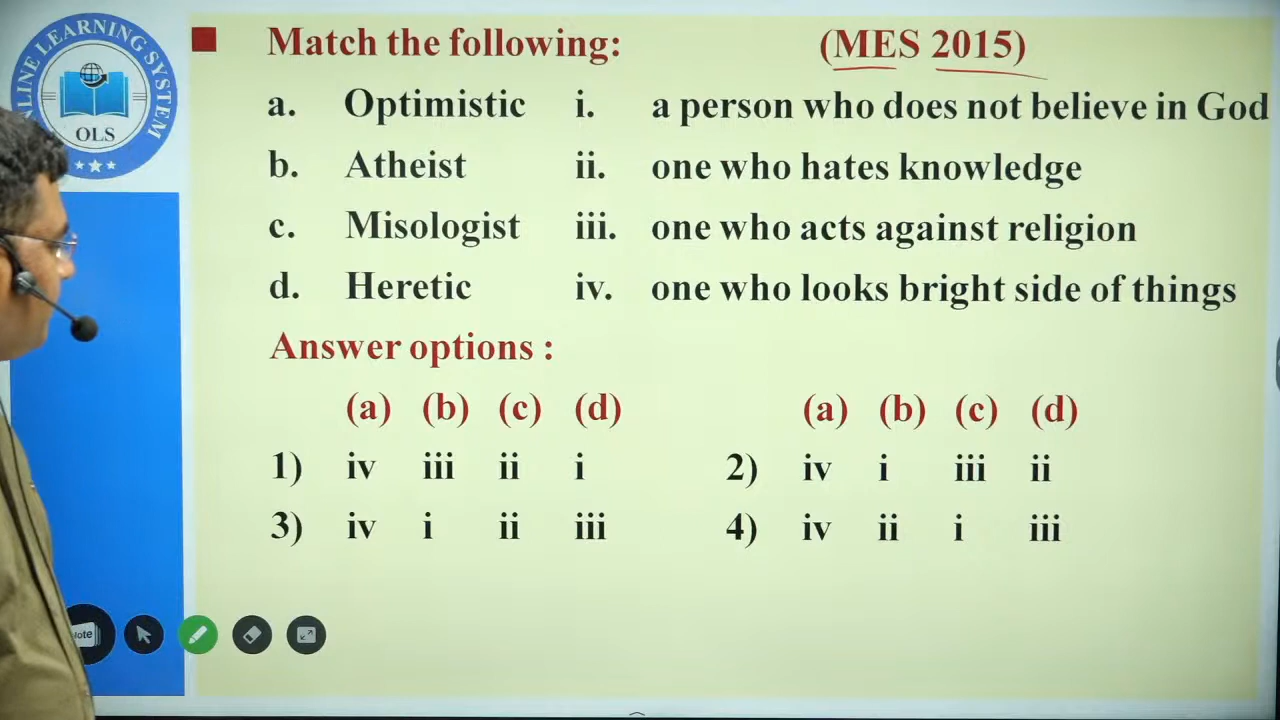 ONLINE LEARNING SYSTEM
OLS
Match the following: (MES 2015)
a. Optimistic i. a person who does not believe in God
b. Atheist ii. one who hates knowledge
c. Misologist iii. one who acts against religion
d. Heretic iv. one who looks bright side of things
Answer options :
(a) (b) (c) (d) (a) (b) (c) (d)
1) iv iii ii i 2) iv i iii ii
3) iv i ii iii 4) iv ii i iii